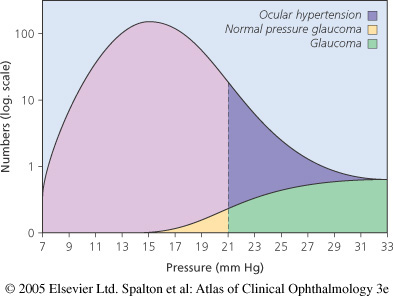 Ocular hypertension
Normal pressure glaucoma
Glaucoma
Numbers (log. scale)
100
10
1
0
7 9 11 13 15 17 19 21 23 25 27 29 31 33
Pressure (mm Hg)
© 2005 Elsevier Ltd. Spalton et al: Atlas of Clinical Ophthalmology 3e